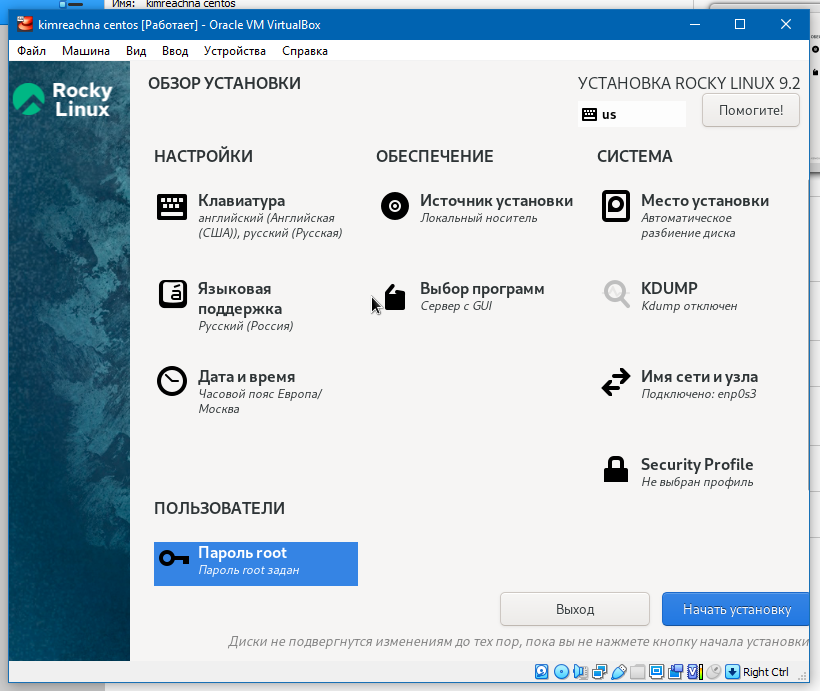 Имя: kimreachna centos
kimreachna centos [Работает] - Oracle VM VirtualBox
Файл Машина Вид Ввод Устройства Справка
Rocky
Linux
ОБЗОР УСТАНОВКИ
УСТАНОВКА ROCKY LINUX 9.2
us
Помогите!
НАСТРОЙКИ
Клавиатура
английский (Английская
(США)), русский (Русская)
Языковая
поддержка
Русский (Россия)
Дата и время
Часовой пояс Европа/
Москва
ОБЕСПЕЧЕНИЕ
Источник установки
Локальный носитель
Выбор программ
Сервер с GUI
СИСТЕМА
Место установки
Автоматическое
разбиение диска
KDUMP
Kdump отключен
Имя сети и узла
Подключено: enp0s3
Security Profile
Не выбран профиль
ПОЛЬЗОВАТЕЛИ
Пароль root
Пароль root задан
Выход
Начать установку
Диски не подвергнутся изменениям до тех пор, пока вы не нажмете кнопку начала установки
Right Ctrl